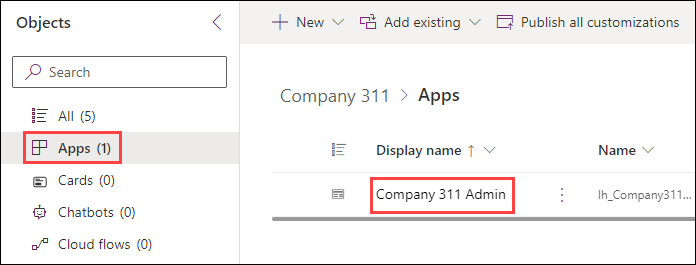 Objects
New
Add existing
Publish all customizations
Search
All (5)
Apps (1)
Cards (0)
Chatbots (0)
Cloud flows (0)
Company 311 > Apps
Display name ↑
Name
Company 311 Admin
lh_Company311...